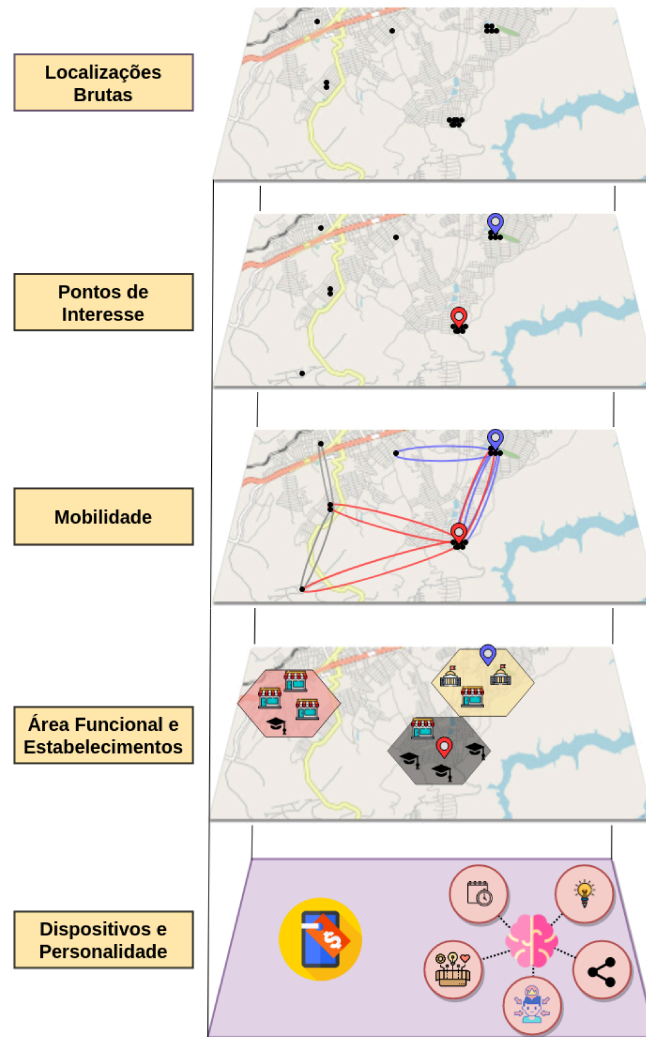 Localizações
Brutas
Pontos de
Interesse
Mobilidade
Área Funcional e
Estabelecimentos
Dispositivos e
Personalidade
$